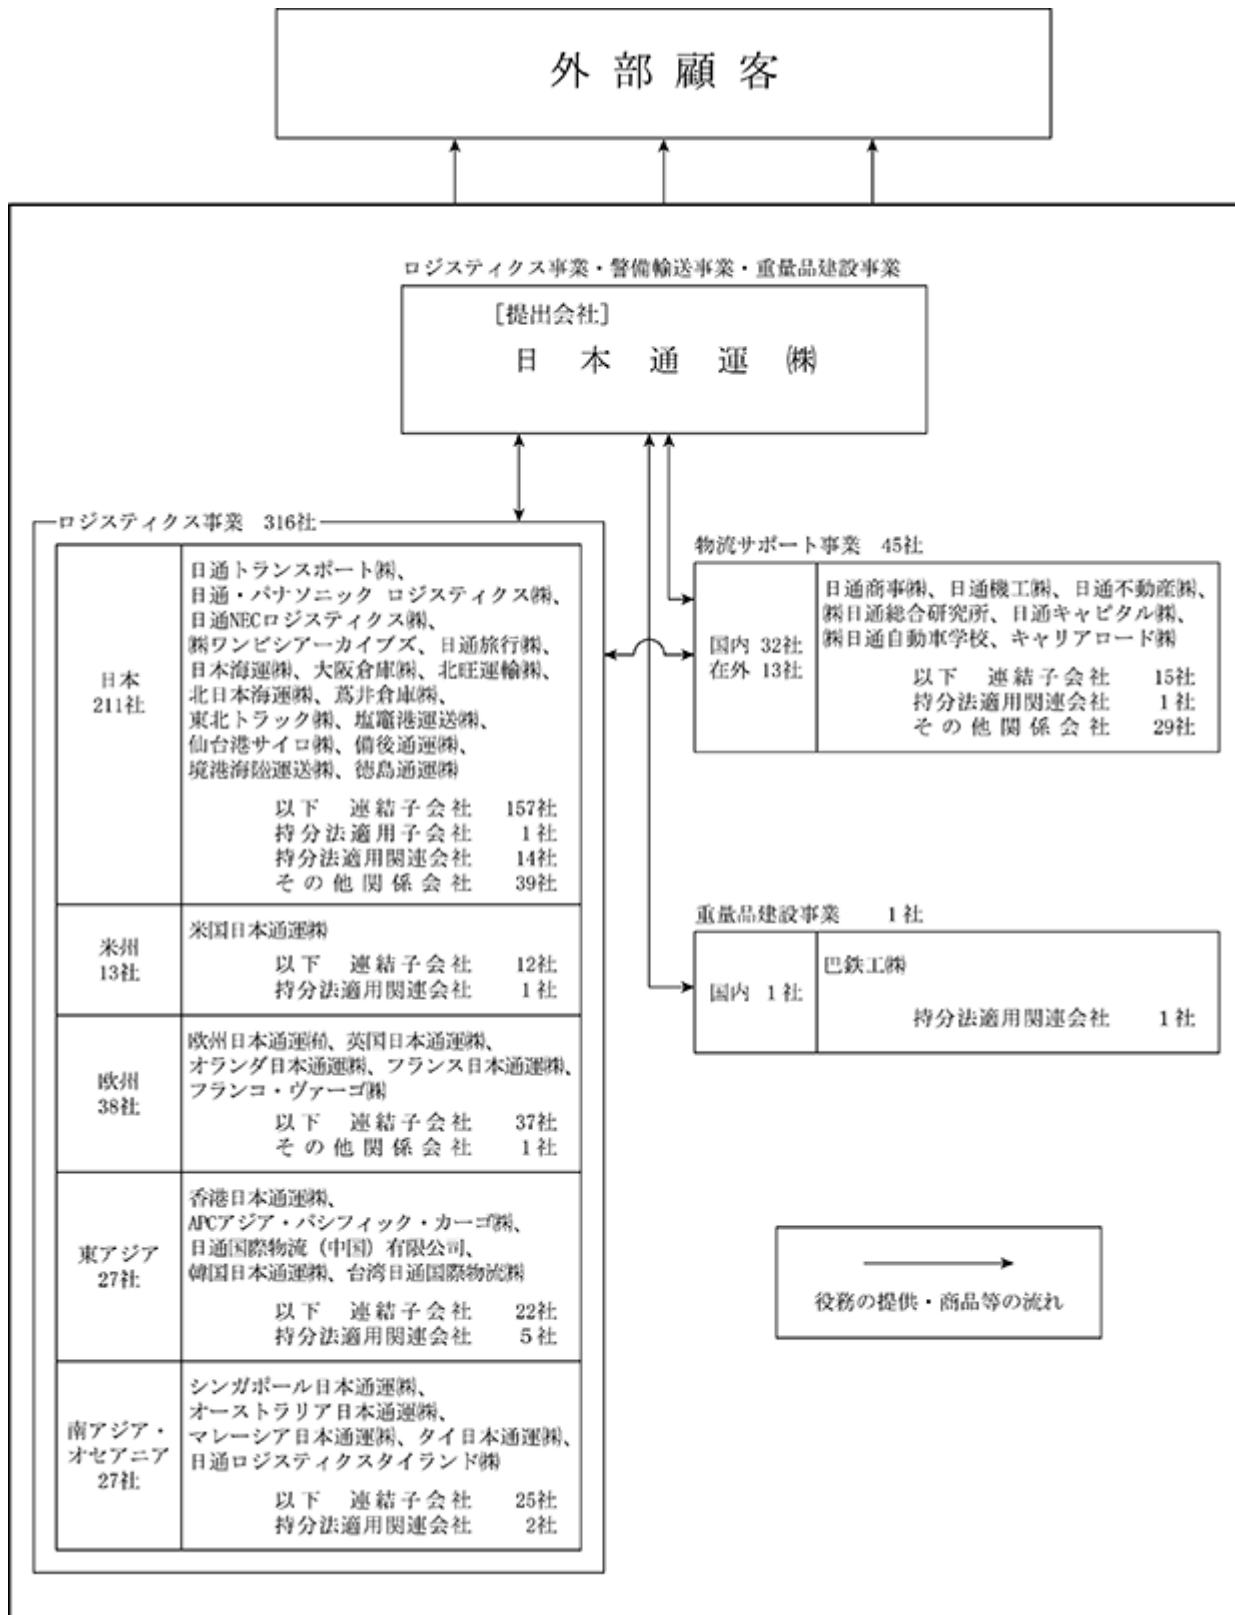 外部顧客
ロジスティクス事業・警備輸送事業・重量品建設事業
[提出会社]
日本通運㈱
ロジスティクス事業 316社
日本
211社
日通トランスポート㈱、
日通・パナソニック ロジスティクス㈱、
日通NECロジスティクス㈱、
㈱ワンビシアーカイブズ、日通旅行㈱、
日本海運㈱、大阪倉庫㈱、北旺運輸㈱、
北日本海運㈱、蔦井倉庫㈱、
東北トラック㈱、塩竈港運送㈱、
仙台港サイロ㈱、備後通運㈱、
境港海陸運送㈱、徳島通運㈱
以下 連結子会社 157社
持分法適用子会社 1社
持分法適用関連会社 14社
その他関係会社 39社
米州
13社
米国日本通運㈱
以下 連結子会社 12社
持分法適用関連会社 1社
欧州
38社
欧州日本通運㈲、英国日本通運㈱、
オランダ日本通運㈱、フランス日本通運㈱、
フランコ・ヴァーゴ㈱
以下 連結子会社 37社
その他関係会社 1社
東アジア
27社
香港日本通運㈱、
APCアジア・パシフィック・カーゴ㈱、
日通国際物流（中国）有限公司、
韓国日本通運㈱、台湾日通国際物流㈱
以下 連結子会社 22社
持分法適用関連会社 5社
南アジア・
オセアニア
27社
シンガポール日本通運㈱、
オーストラリア日本通運㈱、
マレーシア日本通運㈱、タイ日本通運㈱、
日通ロジスティクスタイランド㈱
以下 連結子会社 25社
持分法適用関連会社 2社
物流サポート事業 45社
国内 32社
在外 13社
日通商事㈱、日通機工㈱、日通不動産㈱、
㈱日通総合研究所、日通キャピタル㈱、
㈱日通自動車学校、キャリアロード㈱
以下 連結子会社 15社
持分法適用関連会社 1社
その他関係会社 29社
重量品建設事業 1社
国内 1社
巴鉄工㈱
持分法適用関連会社 1社
役務の提供・商品等の流れ